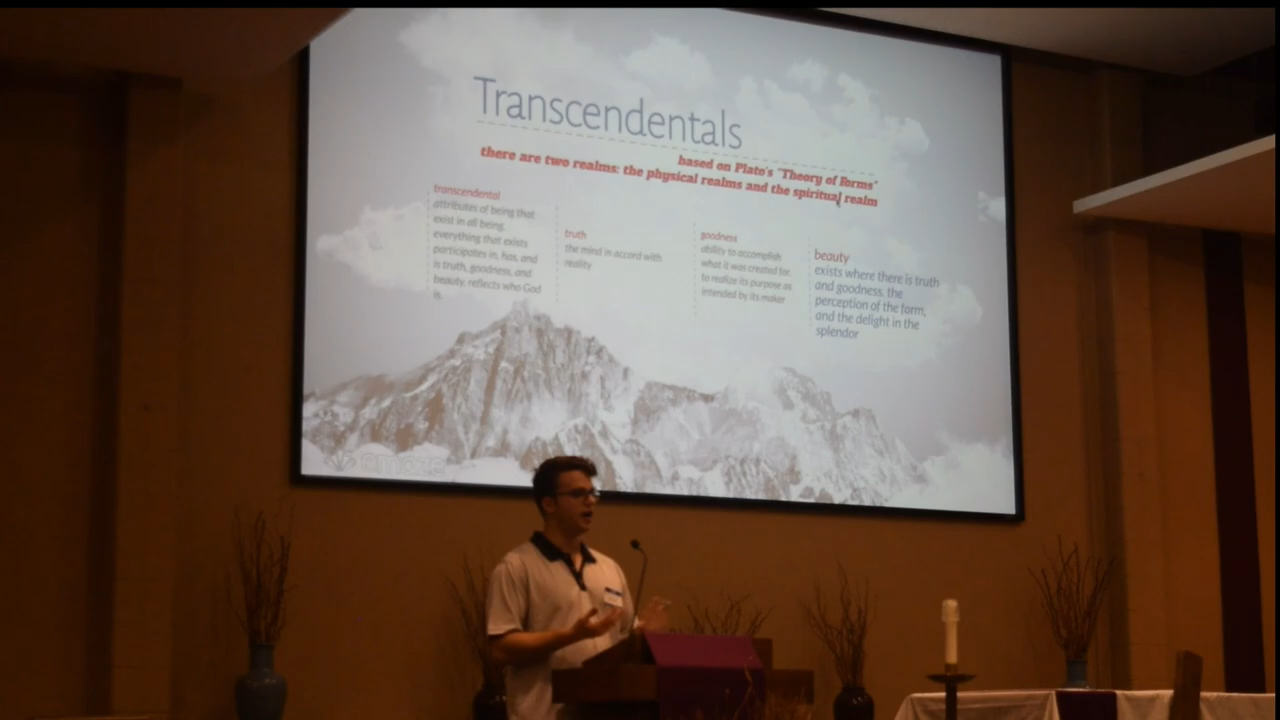 Transcendentals
based on Plato's "Theory of Forms"
there are two realms: the physical realms and the spiritual realm
transcendental
attributes of being that
exist in all being.
everything that exists
participates in, has, and
is truth, goodness, and
beauty, reflects who God
is.
truth
the mind in accord with
reality
goodness
ability to accomplish
what it was created for.
to realize its purpose as
intended by its maker
beauty
exists where there is truth
and goodness. the
perception of the form,
and the delight in the
splendor